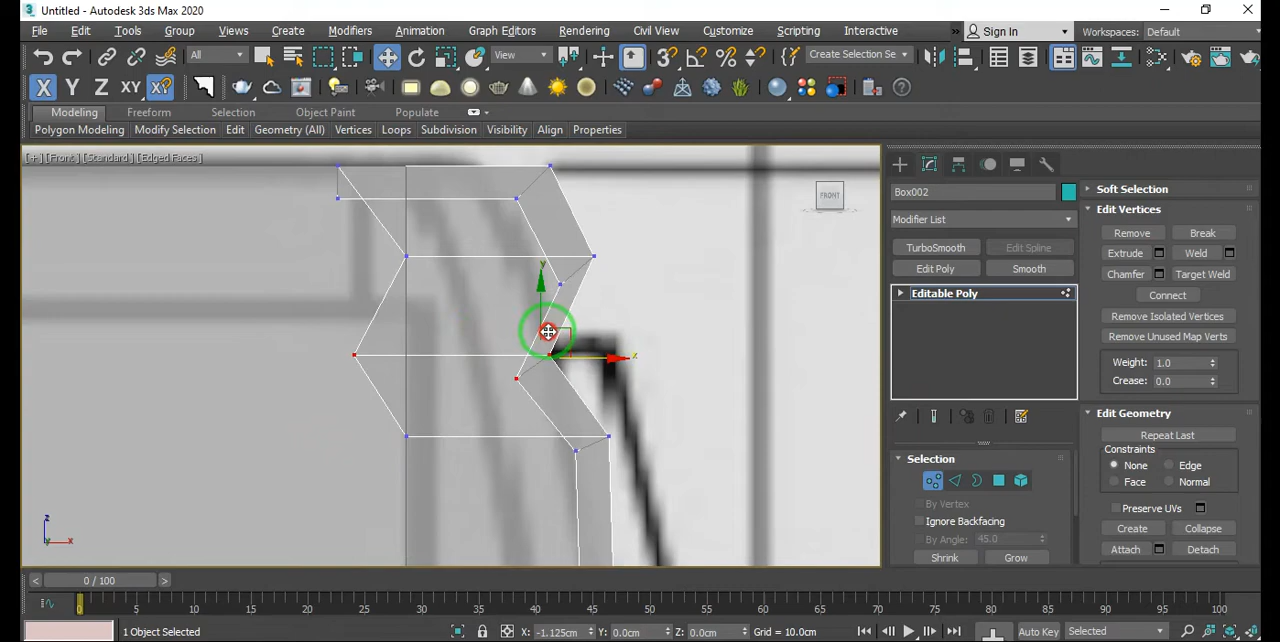 Untitled - Autodesk 3ds Max 2020
File Edit Tools Group Views Create Modifiers Animation Graph Editors Rendering Civil View Customize Scripting Interactive Sign In Workspaces: Default
All View Create Selection Se
X Y Z XY
Modeling Freeform Selection Object Paint Populate
Polygon Modeling Modify Selection Edit Geometry (All) Vertices Loops Subdivision Visibility Align Properties
[+] [Front] [Standard] [Edged Faces]
FRONT
y
x
z
x
Box002
Modifier List
TurboSmooth Edit Spline
Edit Poly Smooth
Editable Poly
Selection
By Vertex
Ignore Backfacing
By Angle: 45.0
Shrink Grow
Soft Selection
Edit Vertices
Remove Break
Extrude Weld
Chamfer Target Weld
Connect
Remove Isolated Vertices
Remove Unused Map Verts
Weight: 1.0
Crease: 0.0
Edit Geometry
Repeat Last
Constraints
None Edge
Face Normal
Preserve UVs
Create Collapse
Attach Detach
< 0 / 100 >
0 5 10 15 20 25 30 35 40 45 50 55 60 65 70 75 80 85 90 95 100
1 Object Selected X: -1.125cm Y: 0.0cm Z: 0.0cm Grid = 10.0cm Auto Key Selected